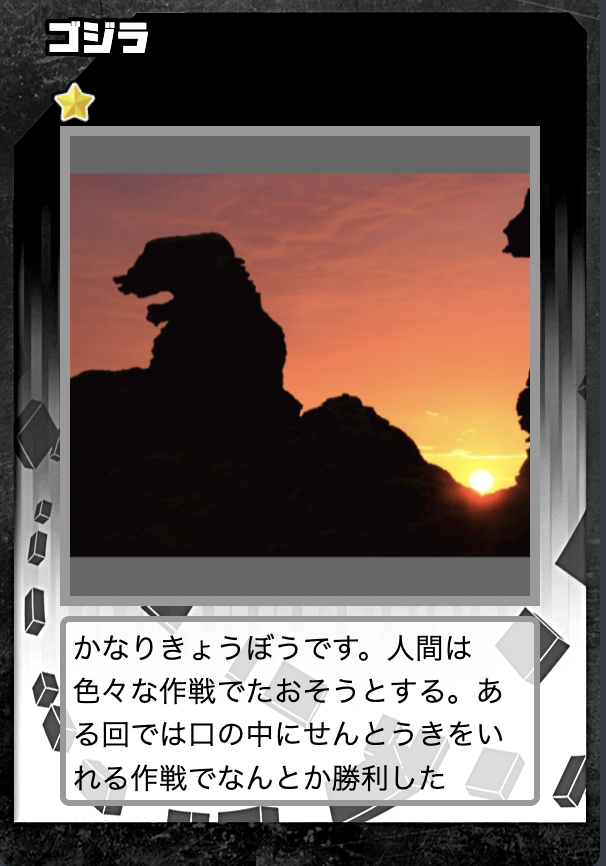 ゴジラ
かなりきょうぼうです。人間は
色々な作戦でたおそうとする。あ
る回では口の中にせんとうきをい
れる作戦でなんとか勝利した